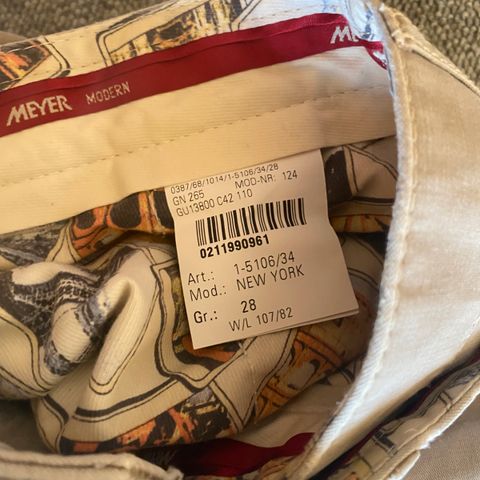 ME
MEYER MODERN
0387/68/1014/1-5106/34/28
GN 265 MOD-NR: 124
GU13800 C42 110
0211990961
Art.: 1-5106/34
Mod.: NEW YORK
Gr.: 28
W/L 107/82